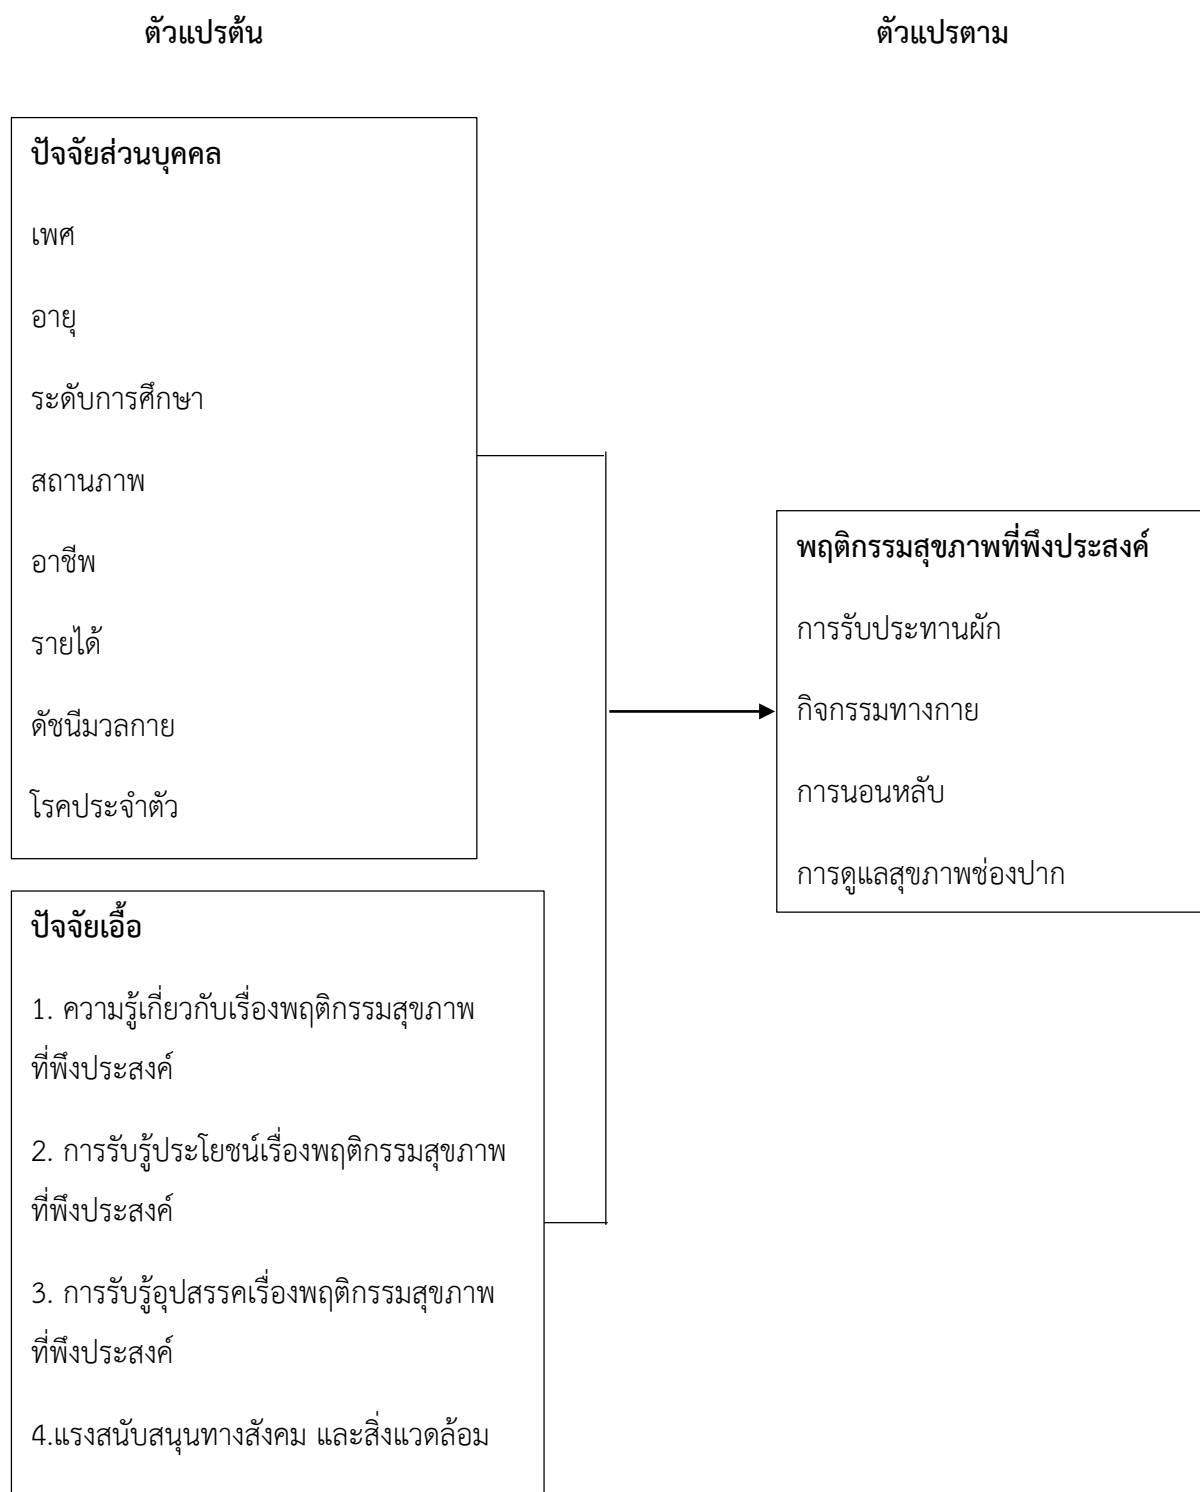 ตัวแปรต้น
ตัวแปรตาม
ปัจจัยส่วนบุคคล
เพศ
อายุ
ระดับการศึกษา
สถานภาพ
อาชีพ
รายได้
ดัชนีมวลกาย
โรคประจำตัว
พฤติกรรมสุขภาพที่พึงประสงค์
การรับประทานผัก
กิจกรรมทางกาย
การนอนหลับ
การดูแลสุขภาพช่องปาก
ปัจจัยเอื้อ
1. ความรู้เกี่ยวกับเรื่องพฤติกรรมสุขภาพ
ที่พึงประสงค์
2. การรับรู้ประโยชน์เรื่องพฤติกรรมสุขภาพ
ที่พึงประสงค์
3. การรับรู้อุปสรรคเรื่องพฤติกรรมสุขภาพ
ที่พึงประสงค์
4.แรงสนับสนุนทางสังคม และสิ่งแวดล้อม